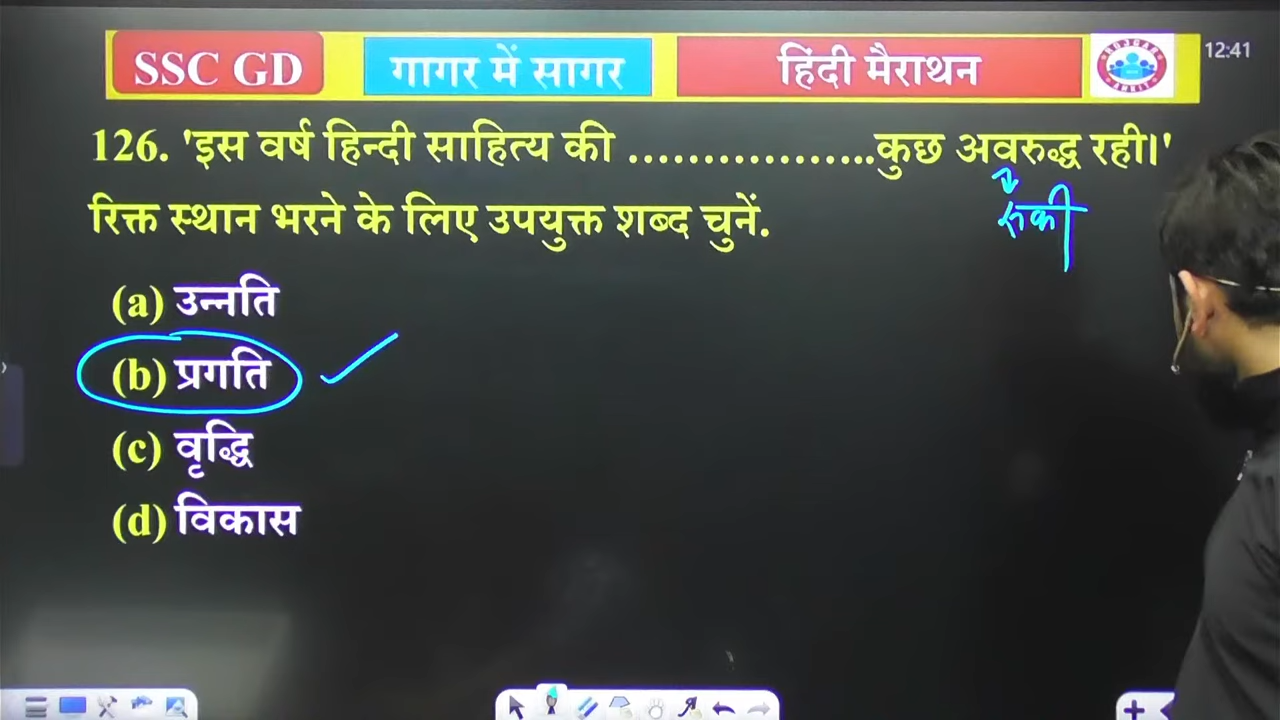 SSC GD गागर में सागर हिंदी मैराथन
12:41
126. 'इस वर्ष हिन्दी साहित्य की ………………..कुछ अवरुद्ध रही।'
रुकी
रिक्त स्थान भरने के लिए उपयुक्त शब्द चुनें.
(a) उन्नति
(b) प्रगति
(c) वृद्धि
(d) विकास